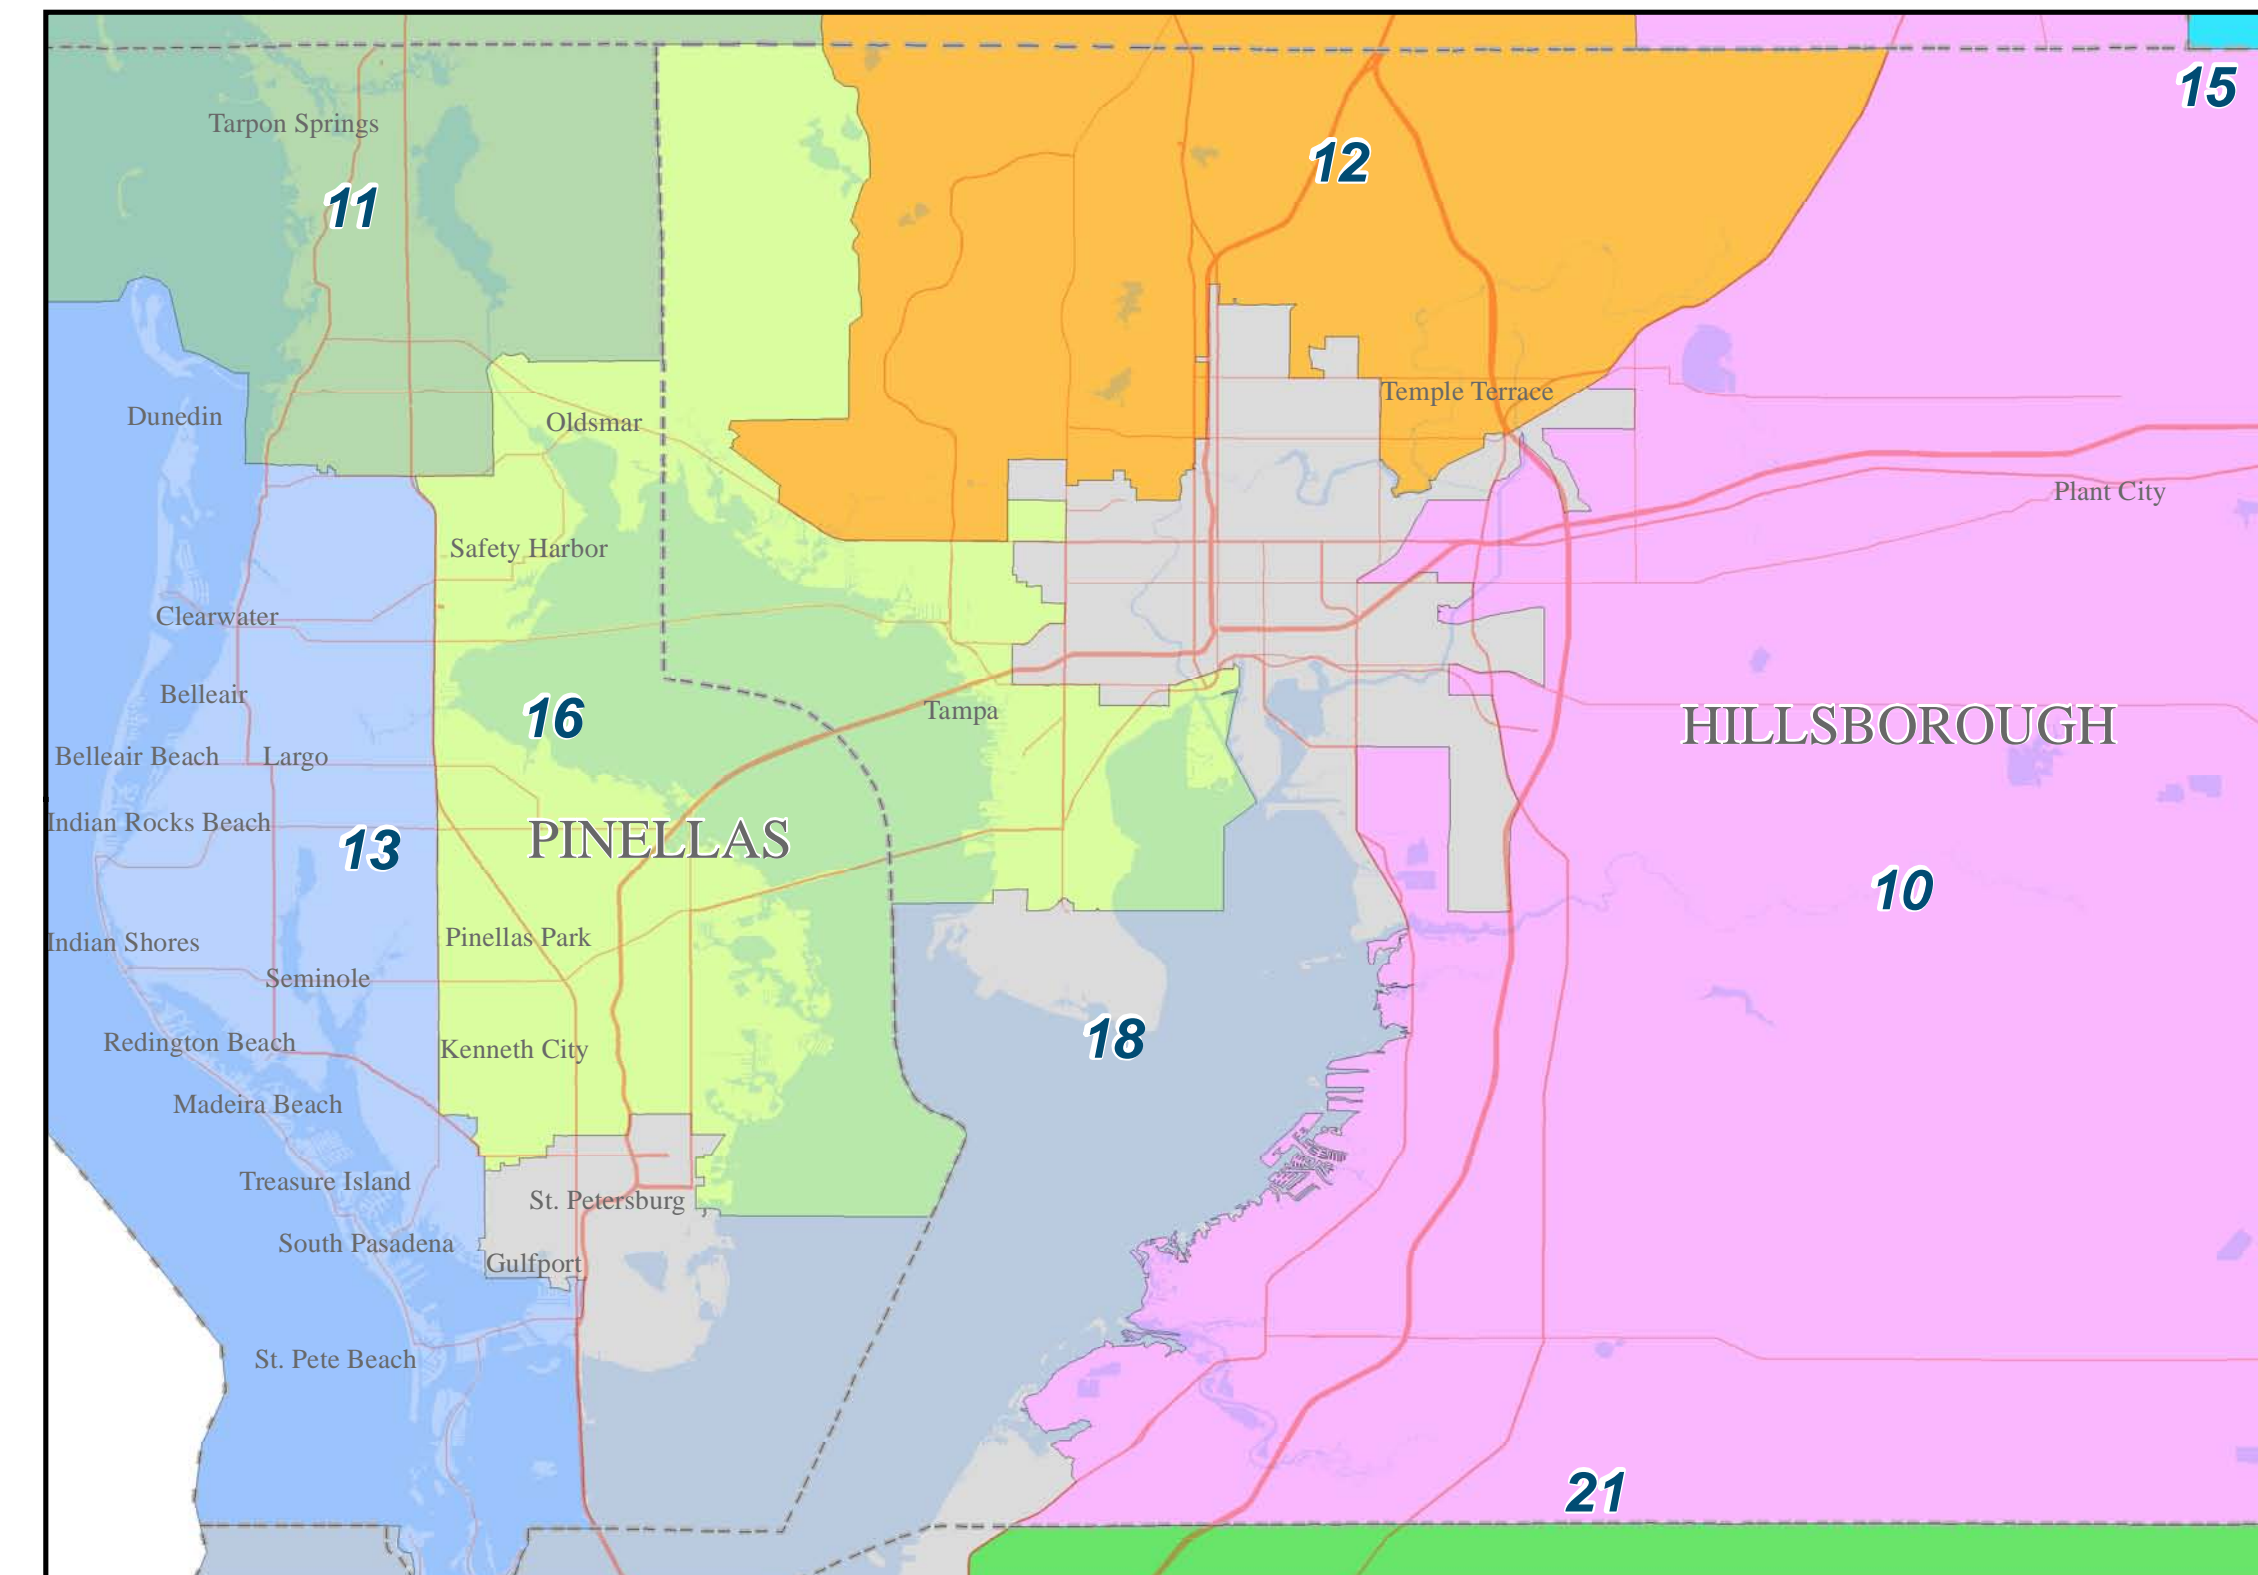 15
Tarpon Springs
12
11
Temple Terrace
Dunedin
Oldsmar
Plant City
Safety Harbor
Clearwater
Belleair
16
Tampa
HILLSBOROUGH
Belleair Beach
Largo
Indian Rocks Beach
13
PINELLAS
10
Indian Shores
Pinellas Park
Seminole
18
Redington Beach
Kenneth City
Madeira Beach
Treasure Island
St. Petersburg
South Pasadena
Gulfport
St. Pete Beach
21